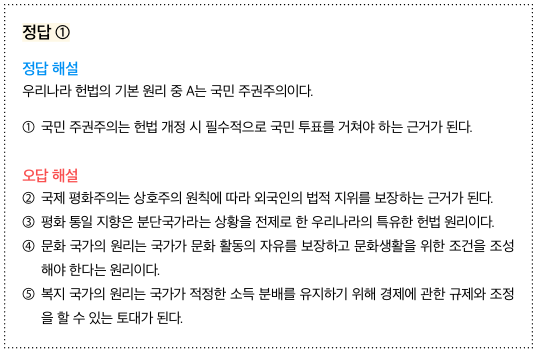 정답 ①
정답 해설
우리나라 헌법의 기본 원리 중 A는 국민 주권주의이다.
① 국민 주권주의는 헌법 개정 시 필수적으로 국민 투표를 거쳐야 하는 근거가 된다.
오답 해설
② 국제 평화주의는 상호주의 원칙에 따라 외국인의 법적 지위를 보장하는 근거가 된다.
③ 평화 통일 지향은 분단국가라는 상황을 전제로 한 우리나라의 특유한 헌법 원리이다.
④ 문화 국가의 원리는 국가가 문화 활동의 자유를 보장하고 문화생활을 위한 조건을 조성
해야 한다는 원리이다.
⑤ 복지 국가의 원리는 국가가 적정한 소득 분배를 유지하기 위해 경제에 관한 규제와 조정
을 할 수 있는 토대가 된다.